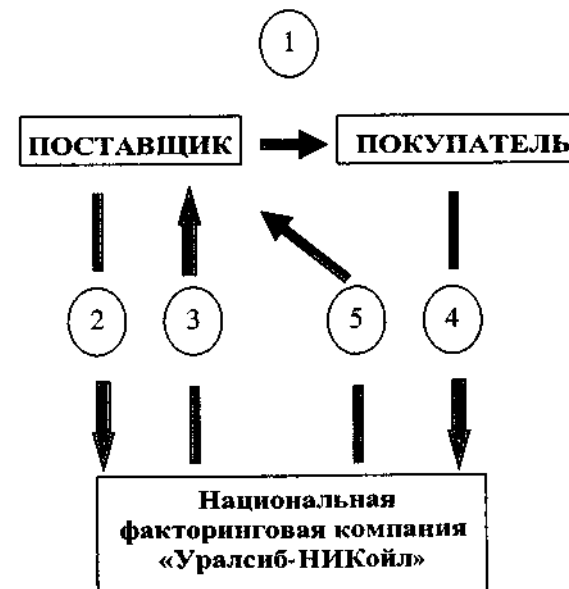 1
ПОСТАВЩИК
ПОКУПАТЕЛЬ
2
3
5
4
Национальная
факторинговая компания
«Уралсиб-НИКойл»